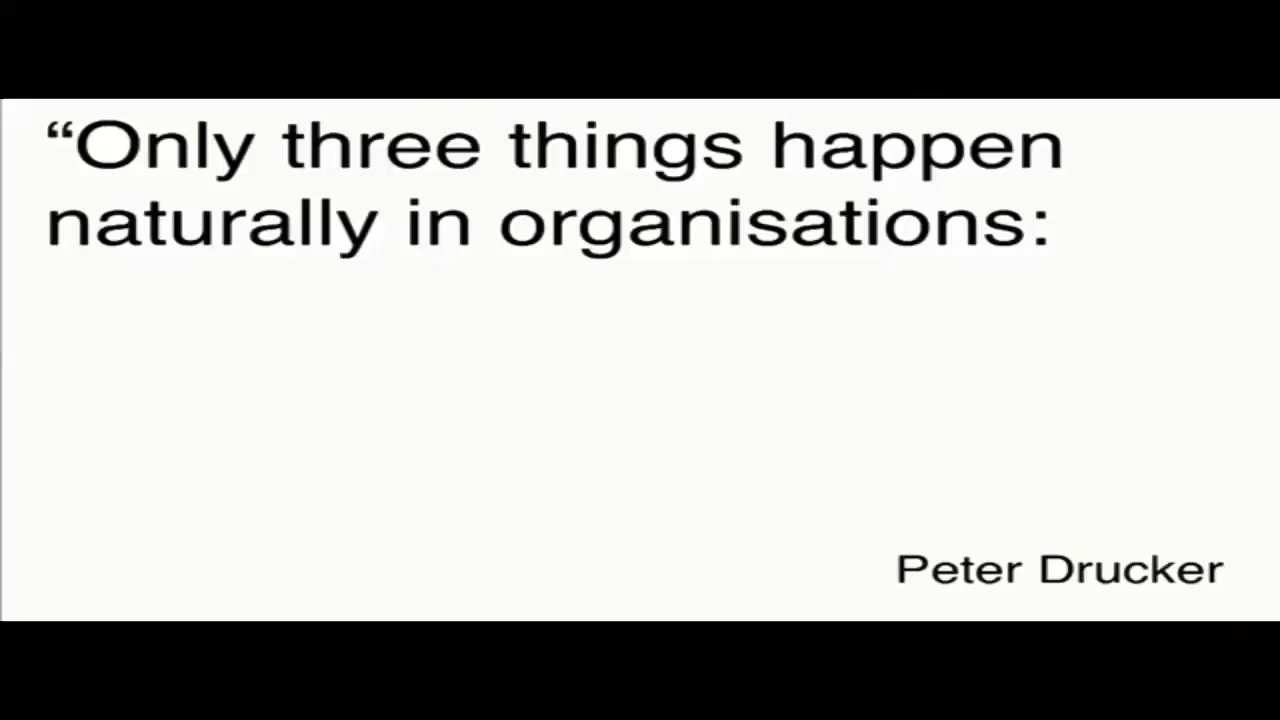 “Only three things happen
naturally in organisations:
Peter Drucker